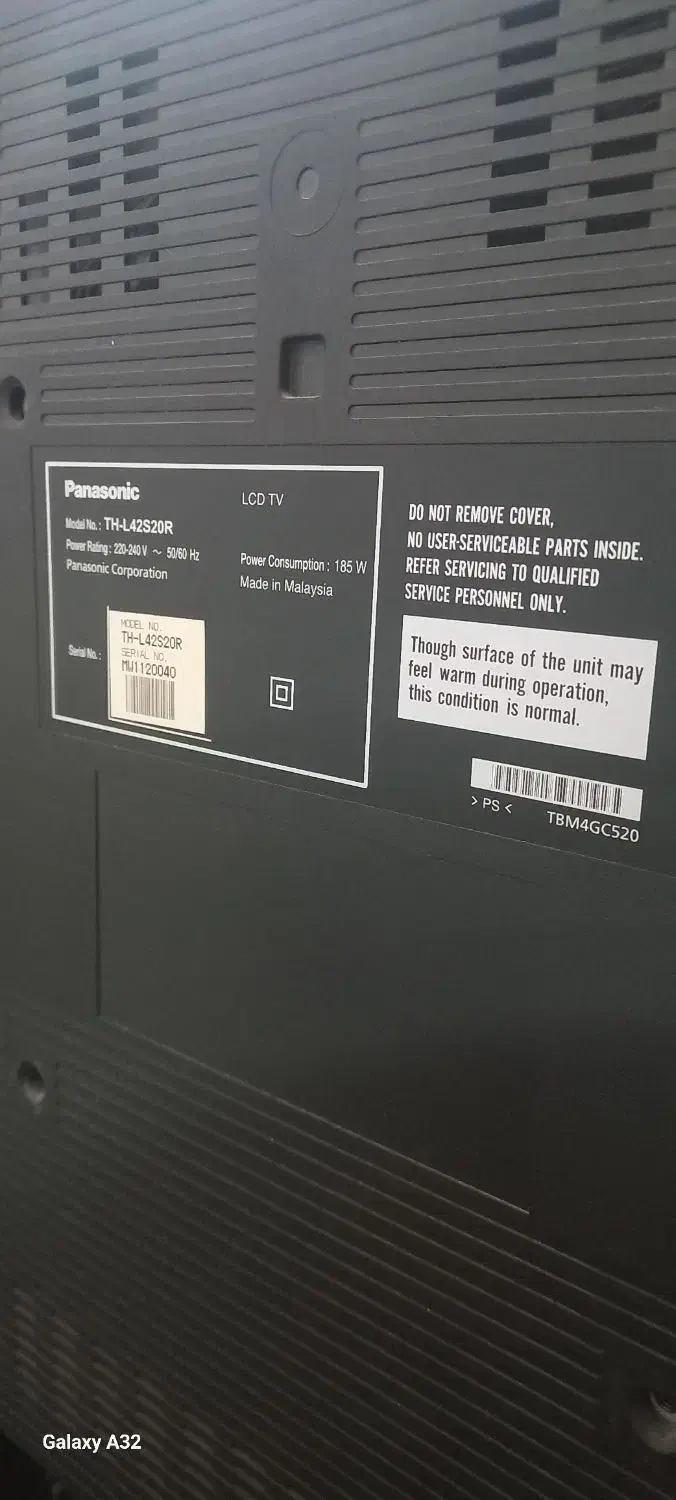 Panasonic
LCD TV
Model No. : TH-L42S20R
Power Rating : 220-240 V ~ 50/60 Hz
Power Consumption : 185 W
Panasonic Corporation
Made in Malaysia
Serial No. :
MODEL NO.
TH-L42S20R
SERIAL NO.
MW1120040
DO NOT REMOVE COVER,
NO USER-SERVICEABLE PARTS INSIDE.
REFER SERVICING TO QUALIFIED
SERVICE PERSONNEL ONLY.
Though surface of the unit may
feel warm during operation,
this condition is normal.
> PS < TBM4GC520
Galaxy A32